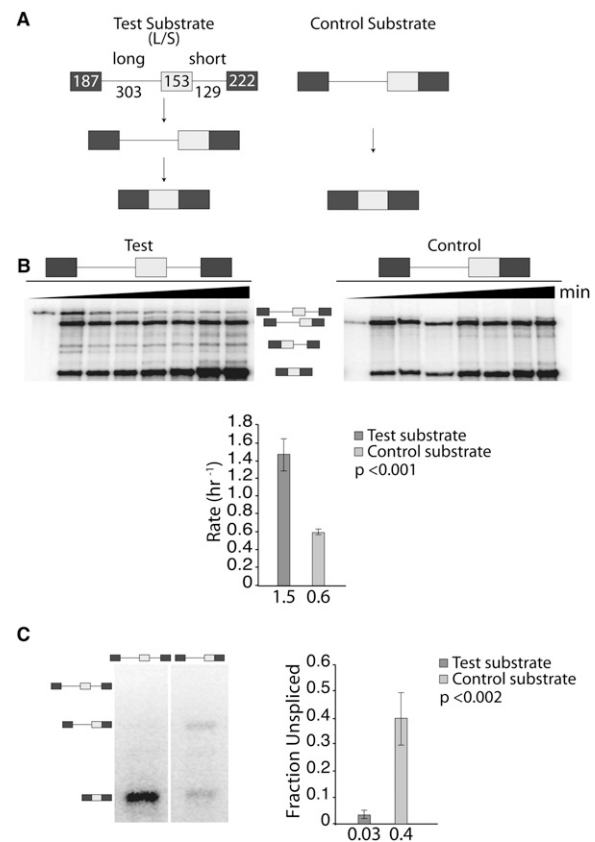 A
Test Substrate
(L/S)
Control Substrate
long
short
187
153
222
303
129
B
Test
Control
min
1.8
1.6
1.4
1.2
1.0
0.8
0.6
0.4
0.2
0
Rate (hr -1)
1.5
0.6
Test substrate
Control substrate
p <0.001
C
0.6
0.5
0.4
0.3
0.2
0.1
0
Fraction Unspliced
0.03
0.4
Test substrate
Control substrate
p <0.002